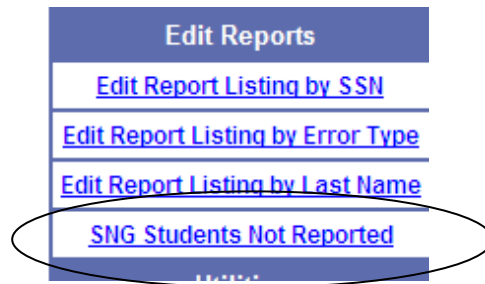 Edit Reports
Edit Report Listing by SSN
Edit Report Listing by Error Type
Edit Report Listing by Last Name
SNG Students Not Reported